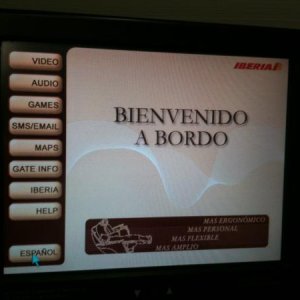 VIDEO
AUDIO
GAMES
SMS/EMAIL
MAPS
GATE INFO
IBERIA
HELP
ESPAÑOL
IBERIA
BIENVENIDO
A BORDO
MAS ERGONÓMICO
MAS PERSONAL
MAS FLEXIBLE
MAS AMPLIO